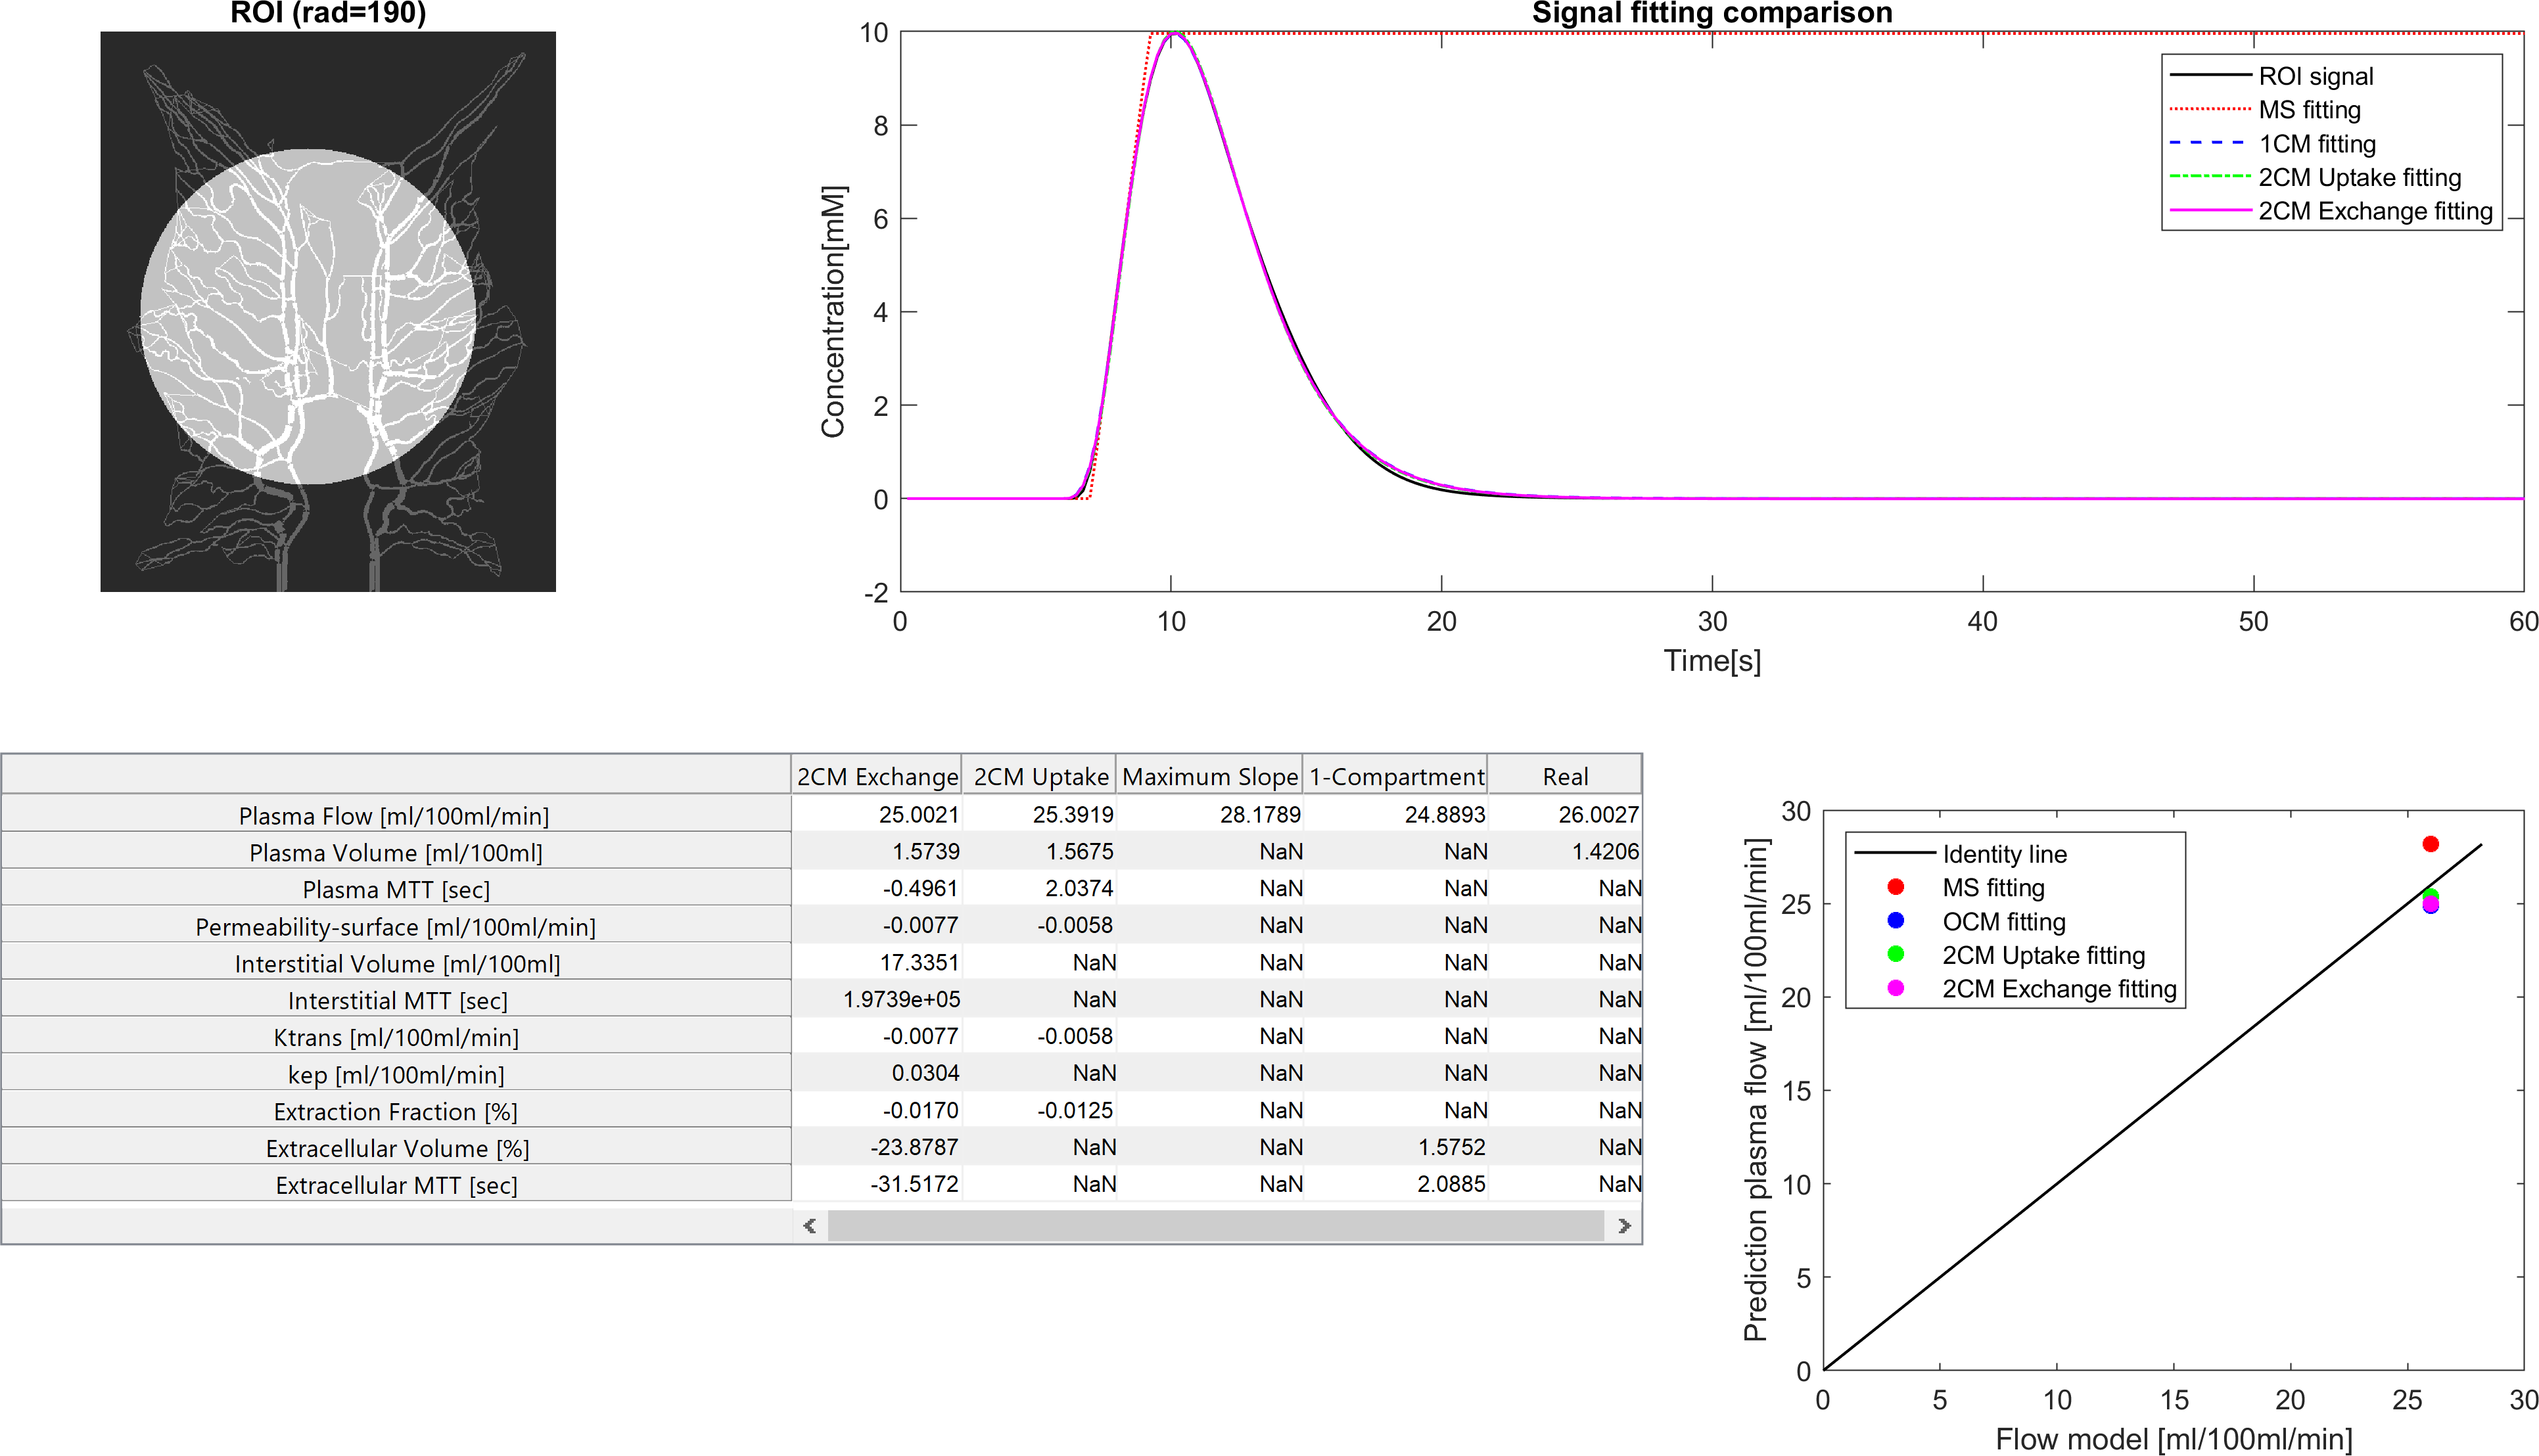 ROI (rad=190)
Signal fitting comparison
10
8
6
4
2
0
-2
Concentration[mM]
0 10 20 30 40 50 60
Time[s]
ROI signal
MS fitting
1CM fitting
2CM Uptake fitting
2CM Exchange fitting
2CM Exchange 2CM Uptake Maximum Slope 1-Compartment Real
Plasma Flow [ml/100ml/min] 25.0021 25.3919 28.1789 24.8893 26.0027
Plasma Volume [ml/100ml] 1.5739 1.5675 NaN NaN 1.4206
Plasma MTT [sec] -0.4961 2.0374 NaN NaN NaN
Permeability-surface [ml/100ml/min] -0.0077 -0.0058 NaN NaN NaN
Interstitial Volume [ml/100ml] 17.3351 NaN NaN NaN NaN
Interstitial MTT [sec] 1.9739e+05 NaN NaN NaN NaN
Ktrans [ml/100ml/min] -0.0077 -0.0058 NaN NaN NaN
kep [ml/100ml/min] 0.0304 NaN NaN NaN NaN
Extraction Fraction [%] -0.0170 -0.0125 NaN NaN NaN
Extracellular Volume [%] -23.8787 NaN NaN 1.5752 NaN
Extracellular MTT [sec] -31.5172 NaN NaN 2.0885 NaN
30
25
20
15
10
5
0
Prediction plasma flow [ml/100ml/min]
Identity line
MS fitting
OCM fitting
2CM Uptake fitting
2CM Exchange fitting
0 5 10 15 20 25 30
Flow model [ml/100ml/min]